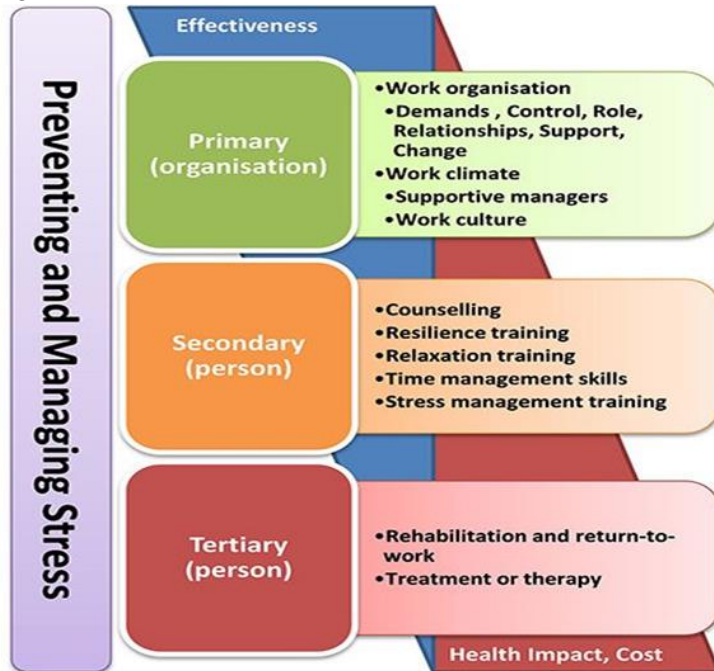 Preventing and Managing Stress
Effectiveness
Primary
(organisation)
•Work organisation
•Demands , Control, Role,
Relationships, Support,
Change
•Work climate
•Supportive managers
•Work culture
Secondary
(person)
•Counselling
•Resilience training
•Relaxation training
•Time management skills
•Stress management training
Tertiary
(person)
•Rehabilitation and return-to-
work
•Treatment or therapy
Health Impact, Cost